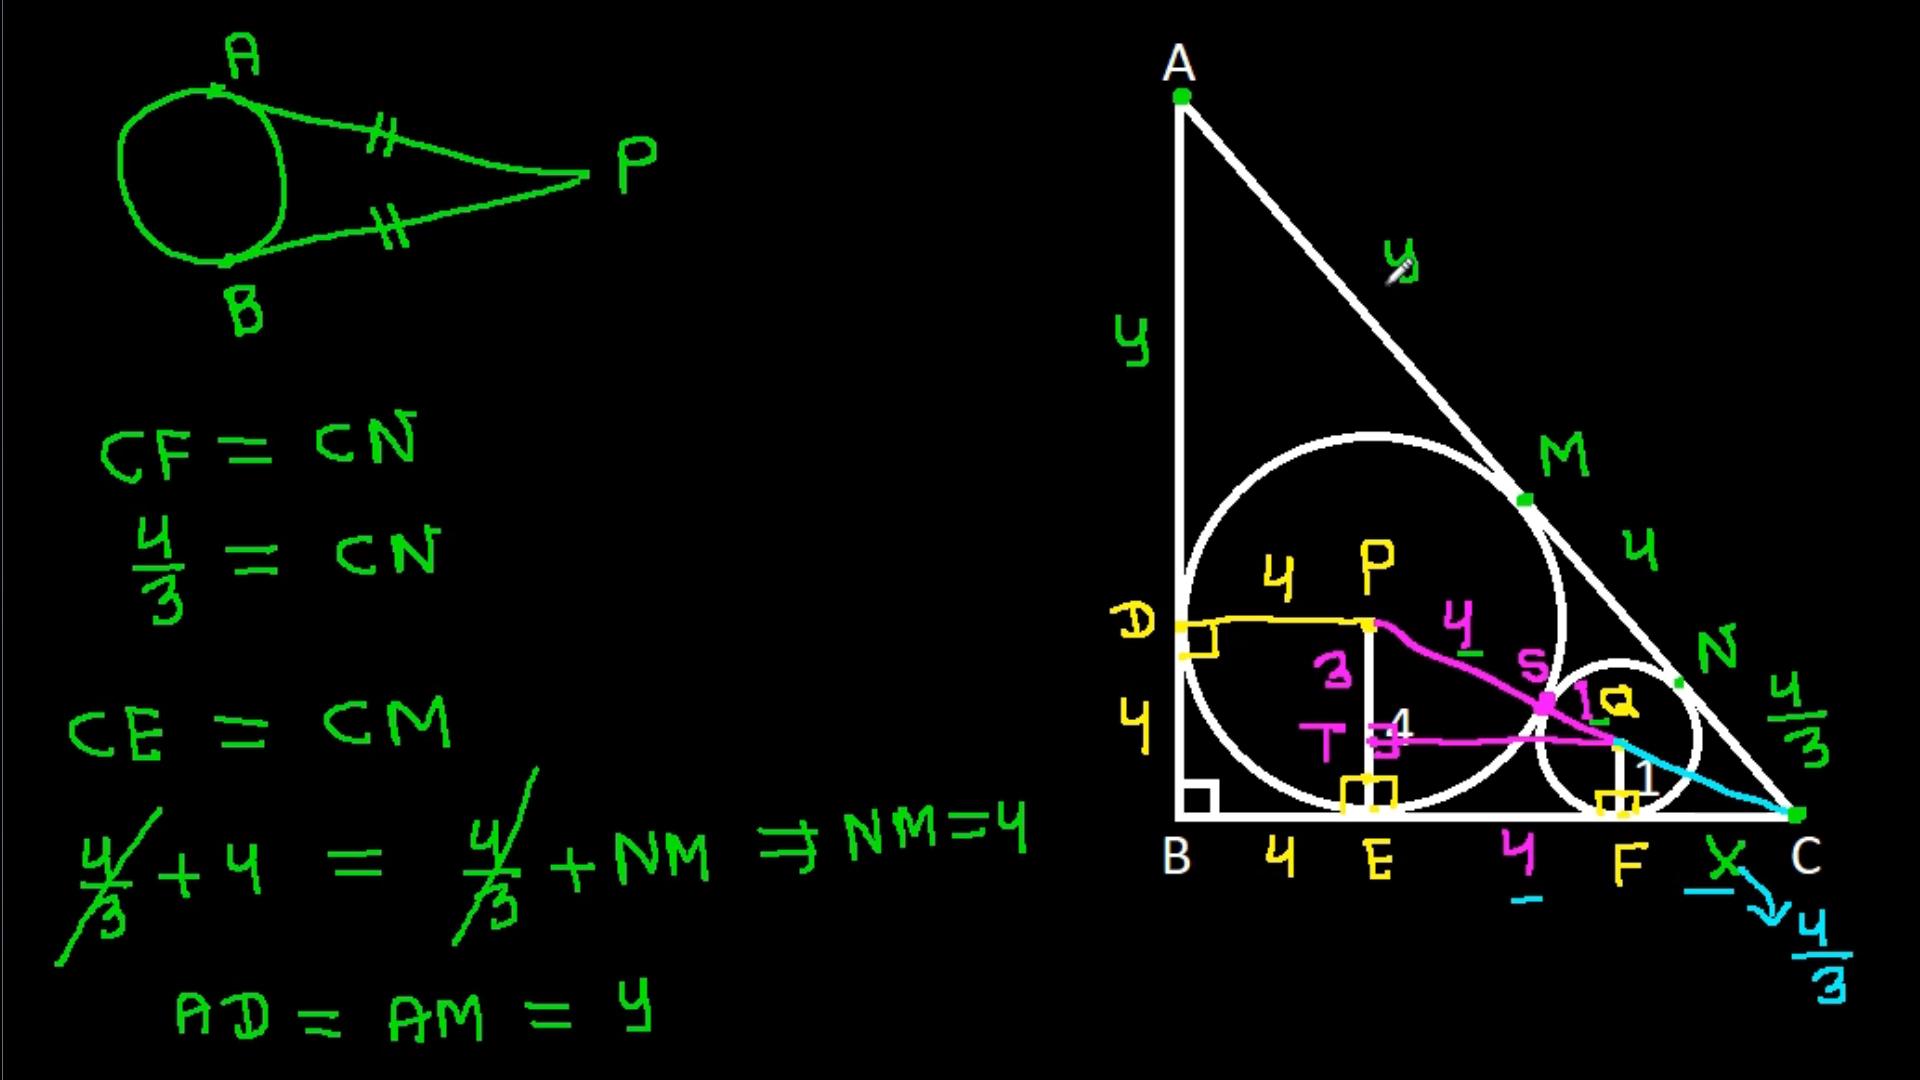 A
P
B
CF = CN
4/3 = CN
CE = CM
4/3 + 4 = 4/3 + NM ⇒ NM = 4
AD = AM = y
A
y
y
M
4
P
4
D
4
3
S
1
Q
N
4/3
T
4
4
1
B
4
E
4
F
X
C
4/3